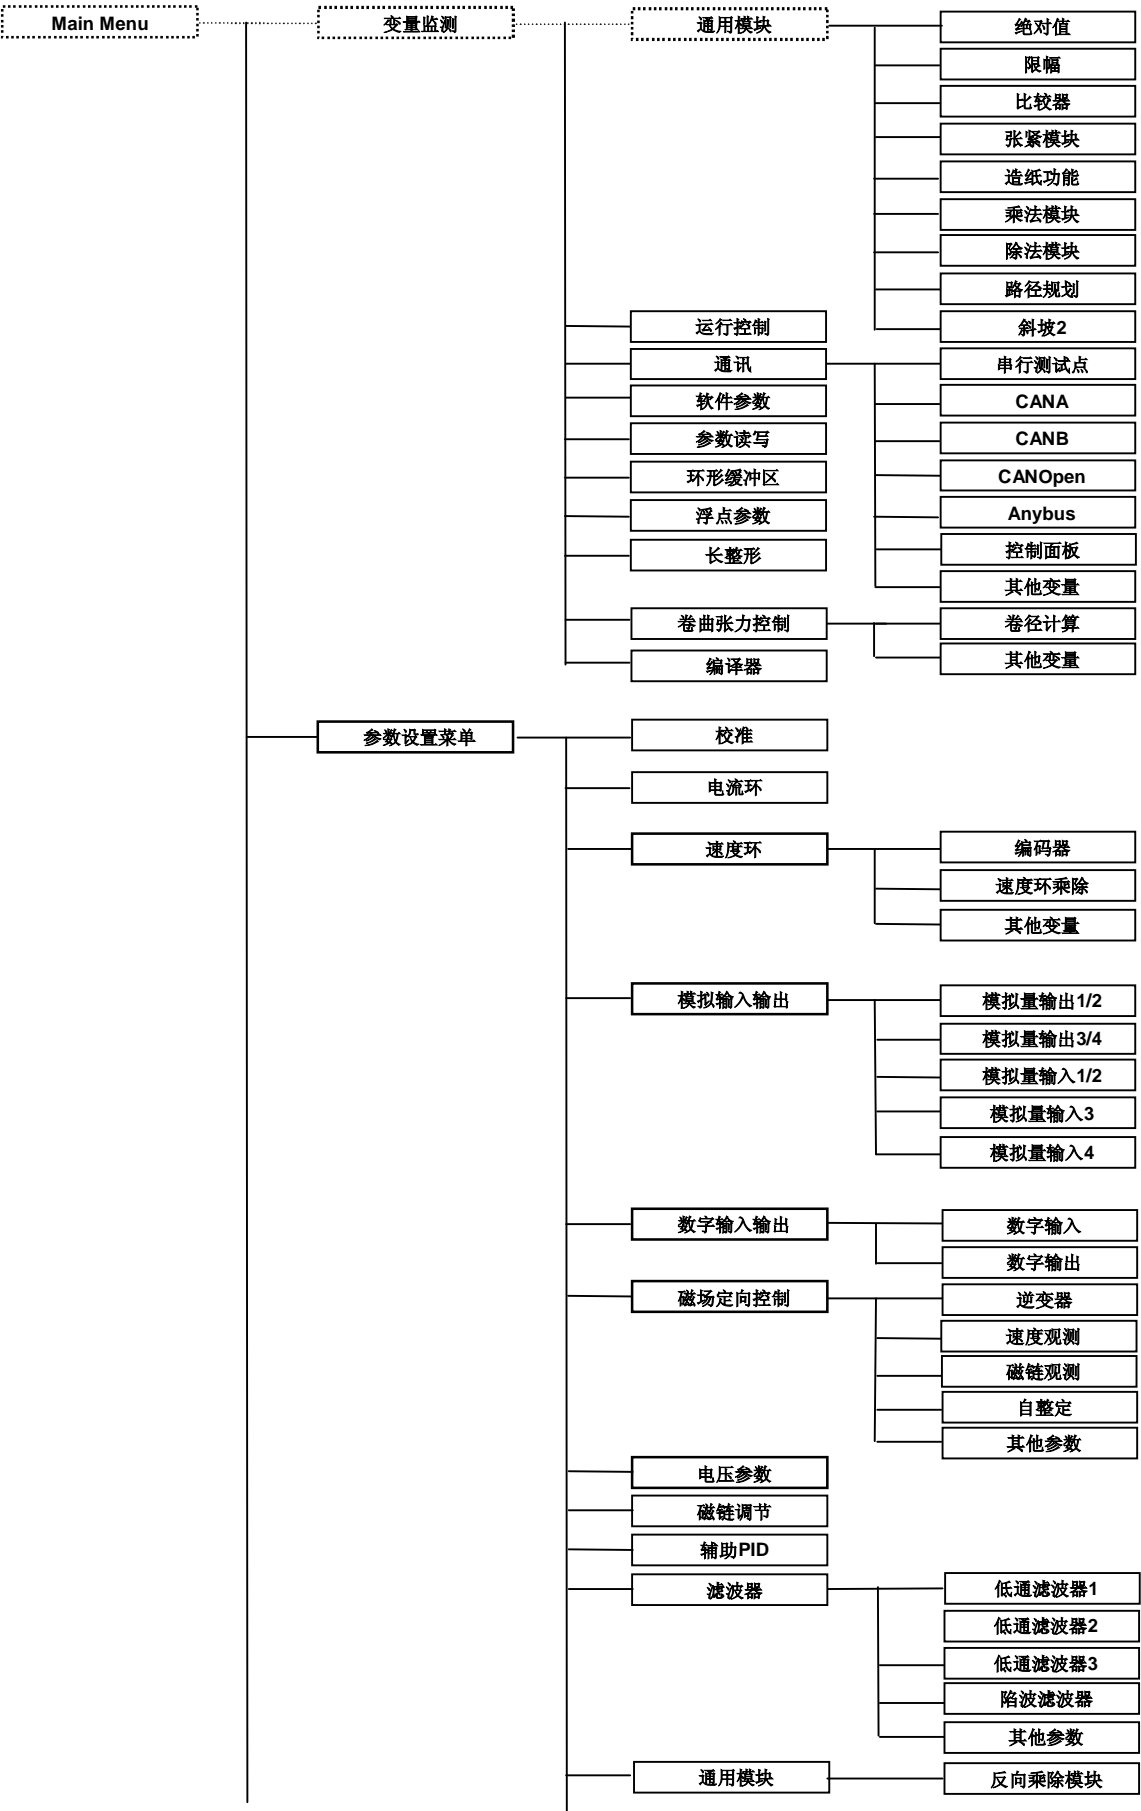 Main Menu
变量监测
通用模块
绝对值
限幅
比较器
张紧模块
造纸功能
乘法模块
除法模块
路径规划
斜坡2
运行控制
通讯
串行测试点
软件参数
CANA
参数读写
CANB
环形缓冲区
CANOpen
浮点参数
Anybus
长整形
控制面板
其他变量
卷曲张力控制
卷径计算
编译器
其他变量
参数设置菜单
校准
电流环
速度环
编码器
速度环乘除
其他变量
模拟输入输出
模拟量输出1/2
模拟量输出3/4
模拟量输入1/2
模拟量输入3
模拟量输入4
数字输入输出
数字输入
数字输出
磁场定向控制
逆变器
速度观测
磁链观测
自整定
其他参数
电压参数
磁链调节
辅助PID
滤波器
低通滤波器1
低通滤波器2
低通滤波器3
陷波滤波器
其他参数
通用模块
反向乘除模块